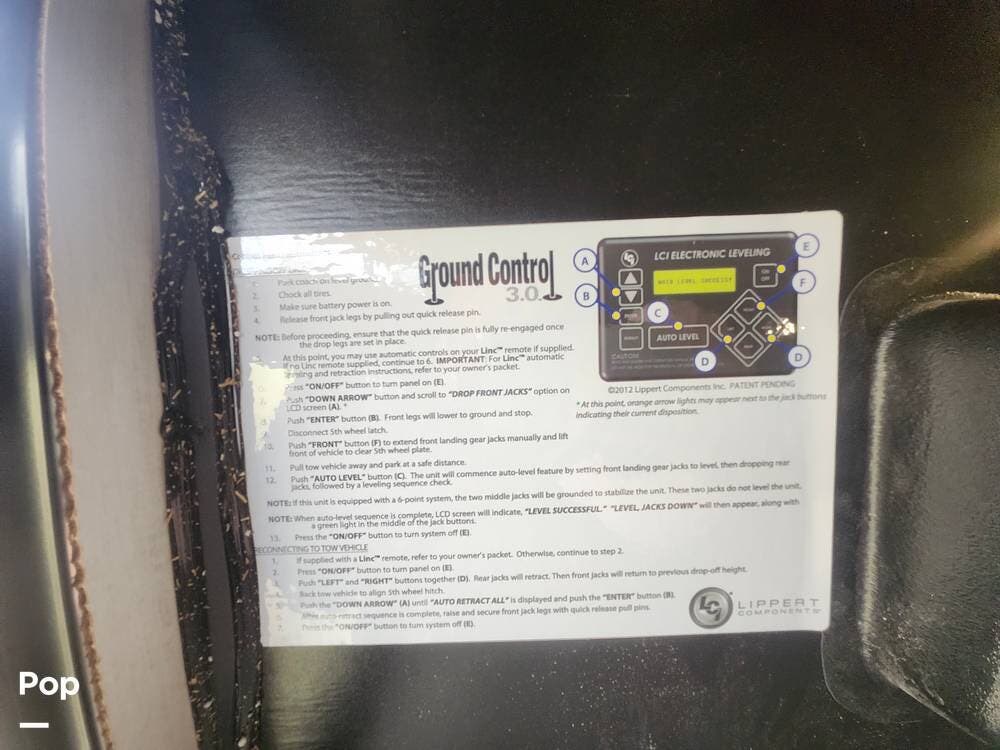 Ground Control
3.0
1. Park coach on level
2. Chock all tires.
3. Make sure battery power is on.
4. Release front jack legs by pulling out quick release pin.
NOTE: Before proceeding, ensure that the quick release pin is fully re-engaged once
the drop legs are set in place.
At this point, you may use automatic controls on your Linc™ remote if supplied.
If no Linc remote supplied, continue to 6. IMPORTANT: For Linc™ automatic
leveling and retraction instructions, refer to your owner's packet.
Press "ON/OFF" button to turn panel on (E).
Push "DOWN ARROW" button and scroll to "DROP FRONT JACKS" option on
LCD screen (A). *
Push "ENTER" button (B). Front legs will lower to ground and stop.
Disconnect 5th wheel latch.
10. Push "FRONT" button (F) to extend front landing gear jacks manually and lift
front of vehicle to clear 5th wheel plate.
11. Pull tow vehicle away and park at a safe distance.
12. Push "AUTO LEVEL" button (C). The unit will commence auto-level feature by setting front landing gear jacks to level, then dropping rear
jacks, followed by a leveling sequence check.
NOTE: If this unit is equipped with a 6-point system, the two middle jacks will be grounded to stabilize the unit. These two jacks do not level the unit.
NOTE: When auto-level sequence is complete, LCD screen will indicate, "LEVEL SUCCESSFUL." "LEVEL, JACKS DOWN" will then appear, along with
a green light in the middle of the jack buttons.
13. Press the "ON/OFF" button to turn system off (E).
RECONNECTING TO TOW VEHICLE
1. If supplied with a Linc™ remote, refer to your owner's packet. Otherwise, continue to step 2.
2. Press "ON/OFF" button to turn panel on (E).
3. Push "LEFT" and "RIGHT" buttons together (D). Rear jacks will retract. Then front jacks will return to previous drop-off height.
Back tow vehicle to align 5th wheel hitch.
Push the "DOWN ARROW" (A) until "AUTO RETRACT ALL" is displayed and push the "ENTER" button (B).
After auto-retract sequence is complete, raise and secure front jack legs with quick release pull pins.
7. Press the "ON/OFF" button to turn system off (E).
A
B
C
D
D
E
F
LCI ELECTRONIC LEVELING
ON
OFF
ENTER
AUTO LEVEL
CAUTION
©2012 Lippert Components Inc. PATENT PENDING
* At this point, orange arrow lights may appear next to the jack buttons
indicating their current disposition.
LCI
LIPPERT
COMPONENTS
Pop